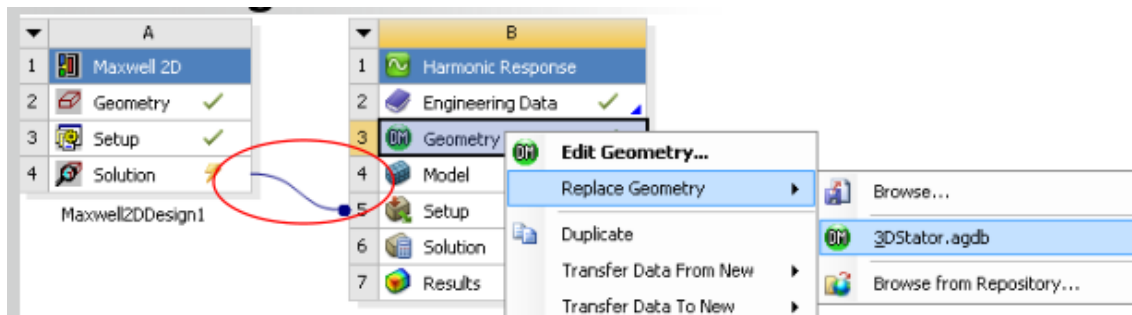 A
1 Maxwell 2D
2 Geometry
3 Setup
4 Solution
Maxwell2DDesign1
B
1 Harmonic Response
2 Engineering Data
3 Geometry
4 Model
5 Setup
6 Solution
7 Results
Edit Geometry...
Replace Geometry
Duplicate
Transfer Data From New
Transfer Data To New
Browse...
3DStator.agdb
Browse from Repository...